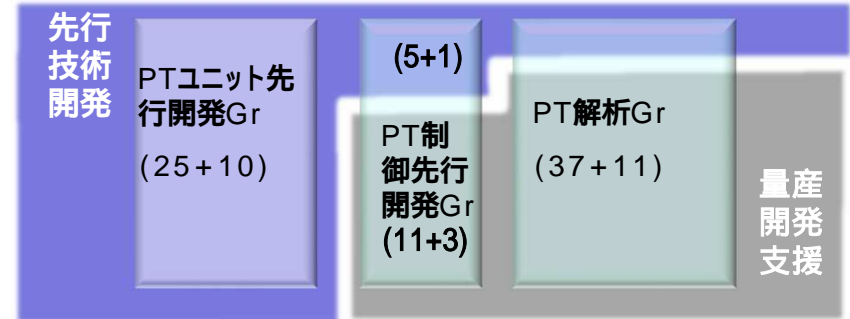 先行
技術
開発
PTユニット先
行開発Gr
(25+10)
(5+1)
PT制
御先行
開発Gr
(11+3)
PT解析Gr
(37+11)
量産
開発
支援